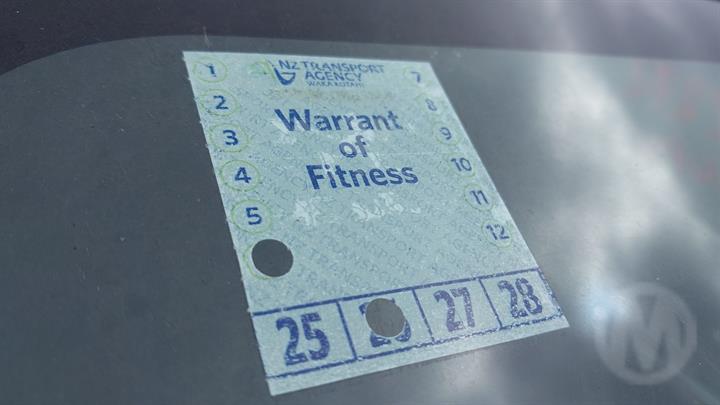 NZ TRANSPORT
AGENCY
WAKA KOTAHI
Warrant
of
Fitness
1
2
3
4
5
7
8
9
10
11
12
25 26 27 28
M